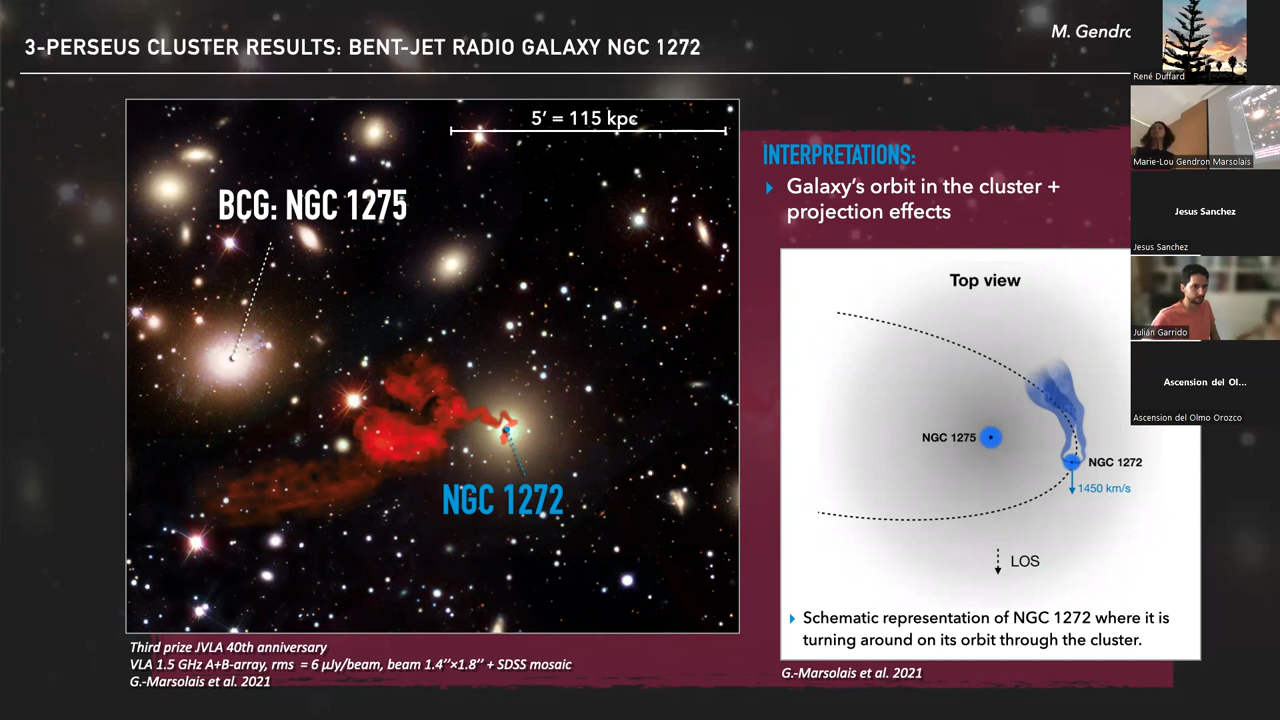 3-PERSEUS CLUSTER RESULTS: BENT-JET RADIO GALAXY NGC 1272
M. Gendro
5′ = 115 kpc
BCG: NGC 1275
NGC 1272
Third prize JVLA 40th anniversary
VLA 1.5 GHz A+B-array, rms = 6 μJy/beam, beam 1.4′′×1.8′′ + SDSS mosaic
G.-Marsolais et al. 2021
INTERPRETATIONS:
Galaxy's orbit in the cluster +
projection effects
Top view
NGC 1275
NGC 1272
1450 km/s
LOS
Schematic representation of NGC 1272 where it is
turning around on its orbit through the cluster.
G.-Marsolais et al. 2021
René Duffard
Marie-Lou Gendron Marsolais
Jesus Sanchez
Jesus Sanchez
Julián Garrido
Ascension del Ol...
Ascension del Olmo Orozco